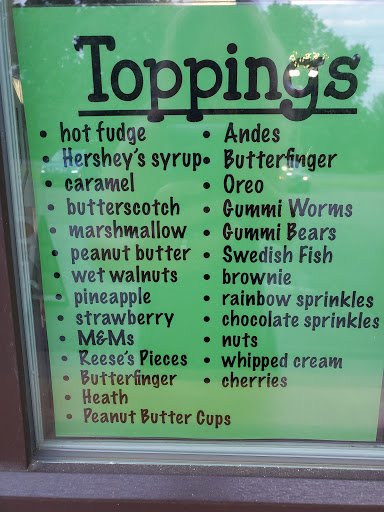 Toppings
• hot fudge
• Hershey's syrup
• caramel
• butterscotch
• marshmallow
• peanut butter
• wet walnuts
• pineapple
• strawberry
• M&Ms
• Reese's Pieces
• Butterfinger
• Heath
• Peanut Butter Cups
• Andes
• Butterfinger
• Oreo
• Gummi Worms
• Gummi Bears
• Swedish Fish
• brownie
• rainbow sprinkles
• chocolate sprinkles
• nuts
• whipped cream
• cherries